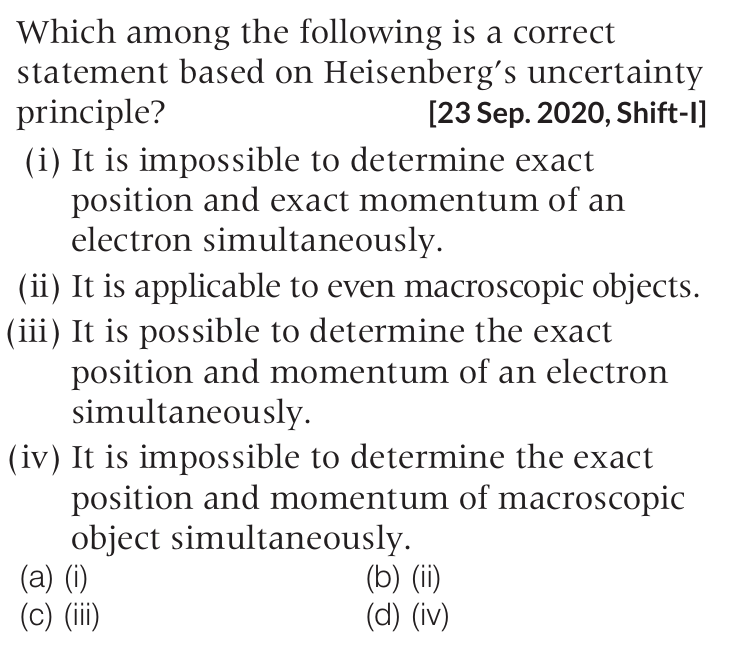 Which among the following is a correct
statement based on Heisenberg′s uncertainty
principle? [23 Sep. 2020, Shift-I]
(i) It is impossible to determine exact
position and exact momentum of an
electron simultaneously.
(ii) It is applicable to even macroscopic objects.
(iii) It is possible to determine the exact
position and momentum of an electron
simultaneously.
(iv) It is impossible to determine the exact
position and momentum of macroscopic
object simultaneously.
(a) (i) (b) (ii)
(c) (iii) (d) (iv)